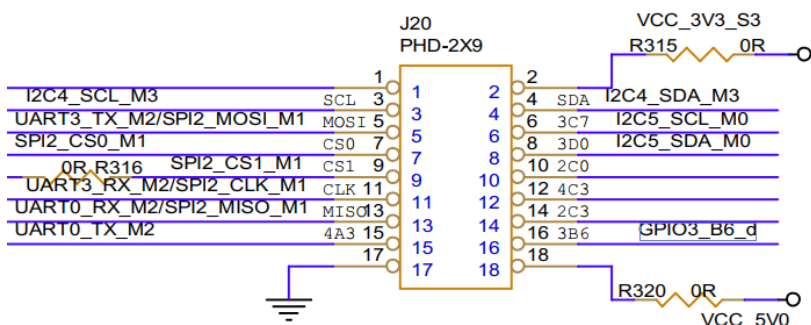 J20
PHD-2X9
VCC_3V3_S3
R315 0R
1 1 2 2
I2C4_SCL_M3 SCL 3 3 4 4 SDA I2C4_SDA_M3
UART3_TX_M2/SPI2_MOSI_M1 MOSI 5 5 6 6 3C7 I2C5_SCL_M0
SPI2_CS0_M1 CS0 7 7 8 8 3D0 I2C5_SDA_M0
0R R316 SPI2_CS1_M1 CS1 9 9 10 10 2C0
UART3_RX_M2/SPI2_CLK_M1 CLK 11 11 12 12 4C3
UART0_RX_M2/SPI2_MISO_M1 MISO 13 13 14 14 2C3
UART0_TX_M2 4A3 15 15 16 16 3B6 GPIO3_B6_d
17 17 18 18
R320 0R
VCC_5V0